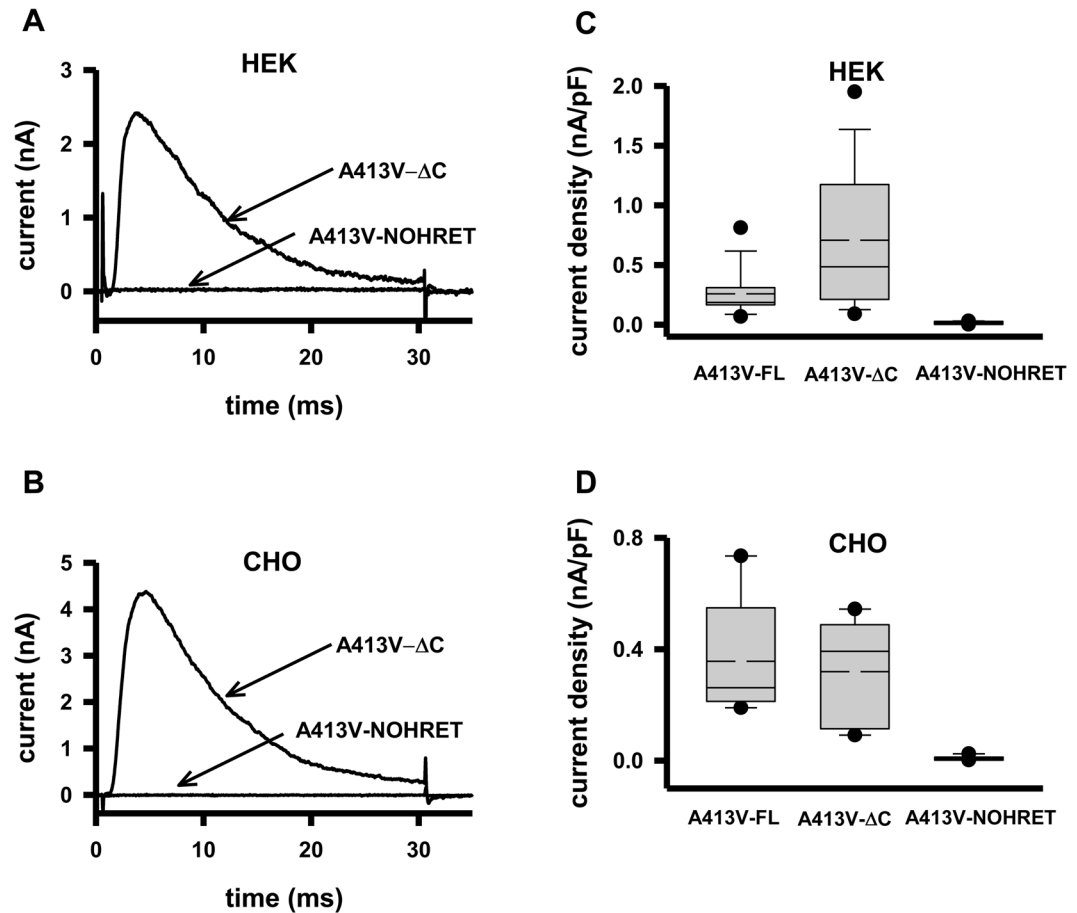 A
HEK
current (nA)
3
2
1
0
A413V–ΔC
A413V-NOHRET
0 10 20 30
time (ms)
B
CHO
current (nA)
5
4
3
2
1
0
A413V–ΔC
A413V-NOHRET
0 10 20 30
time (ms)
C
HEK
current density (nA/pF)
2.0
1.5
1.0
0.5
0.0
A413V-FL A413V-ΔC A413V-NOHRET
D
CHO
current density (nA/pF)
0.8
0.4
0.0
A413V-FL A413V-ΔC A413V-NOHRET